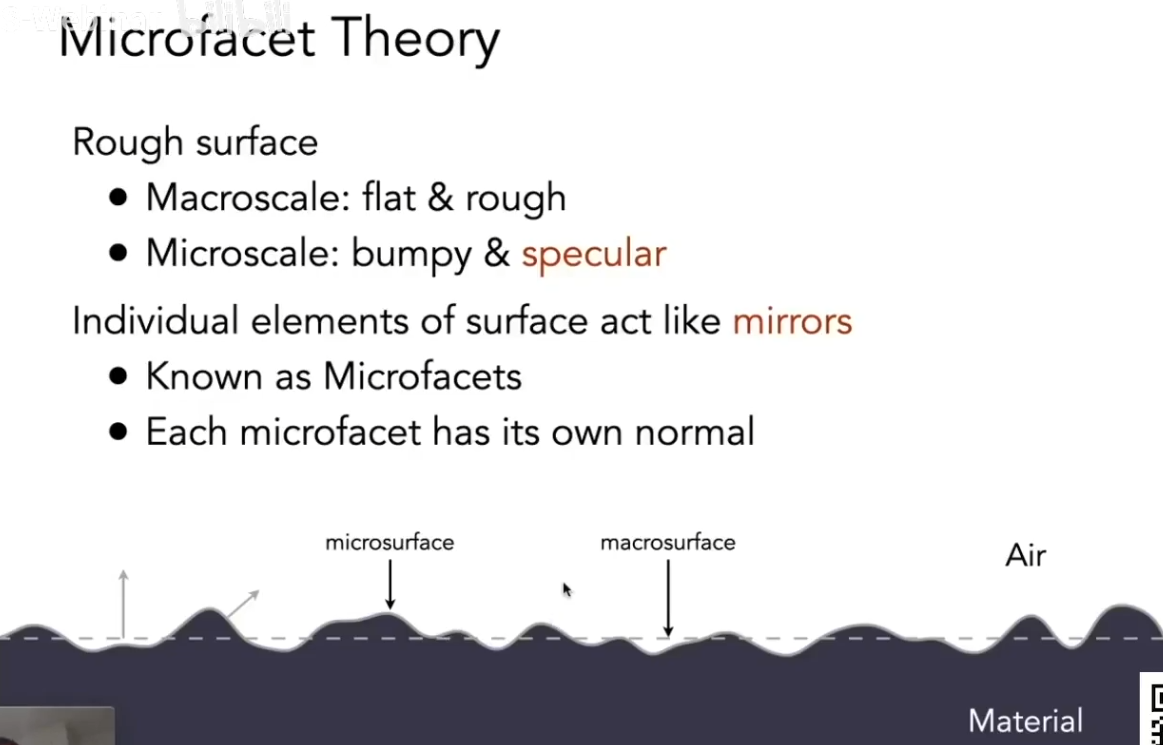 Microfacet Theory
Rough surface
● Macroscale: flat & rough
● Microscale: bumpy & specular
Individual elements of surface act like mirrors
● Known as Microfacets
● Each microfacet has its own normal
microsurface
macrosurface
Air
Material